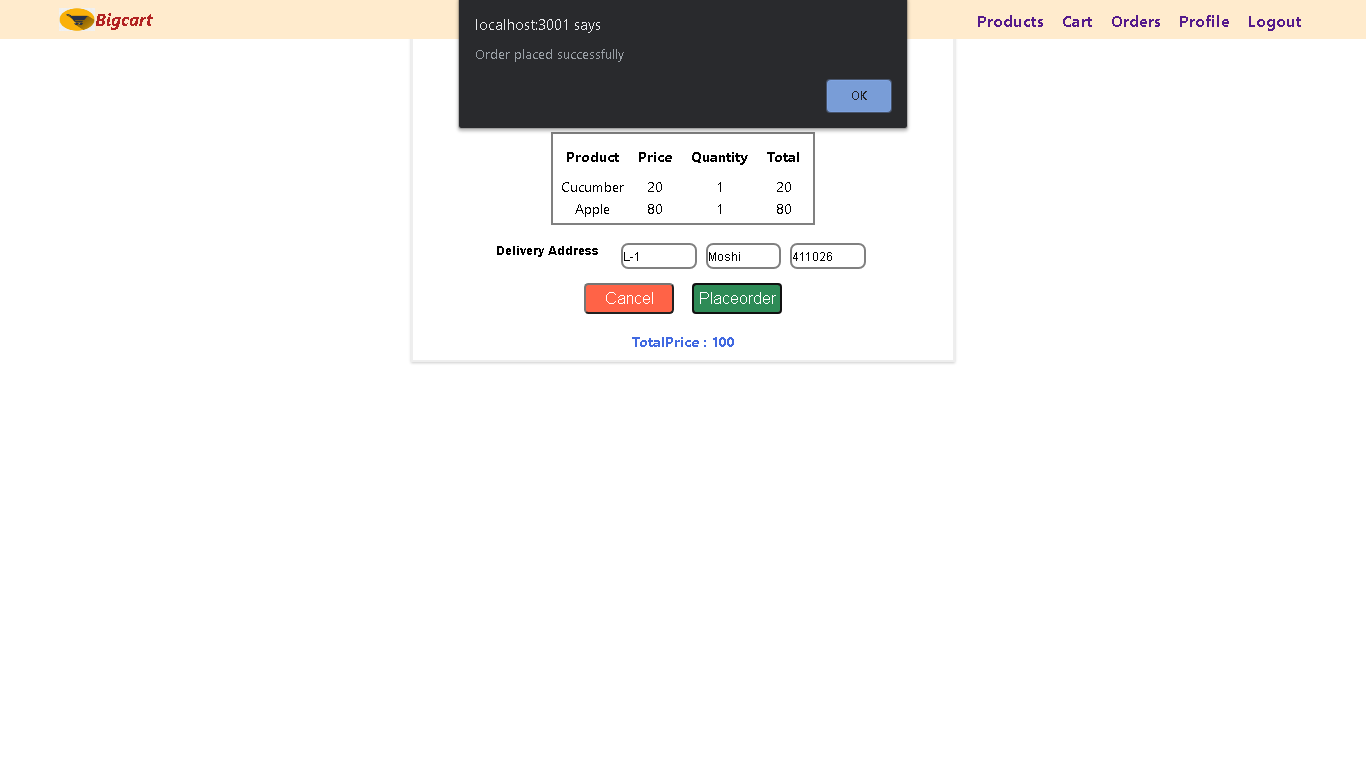 Bigcart
Products Cart Orders Profile Logout
localhost:3001 says
Order placed successfully
OK
Product Price Quantity Total
Cucumber 20 1 20
Apple 80 1 80
Delivery Address L-1 Moshi 411026
Cancel Placeorder
TotalPrice : 100